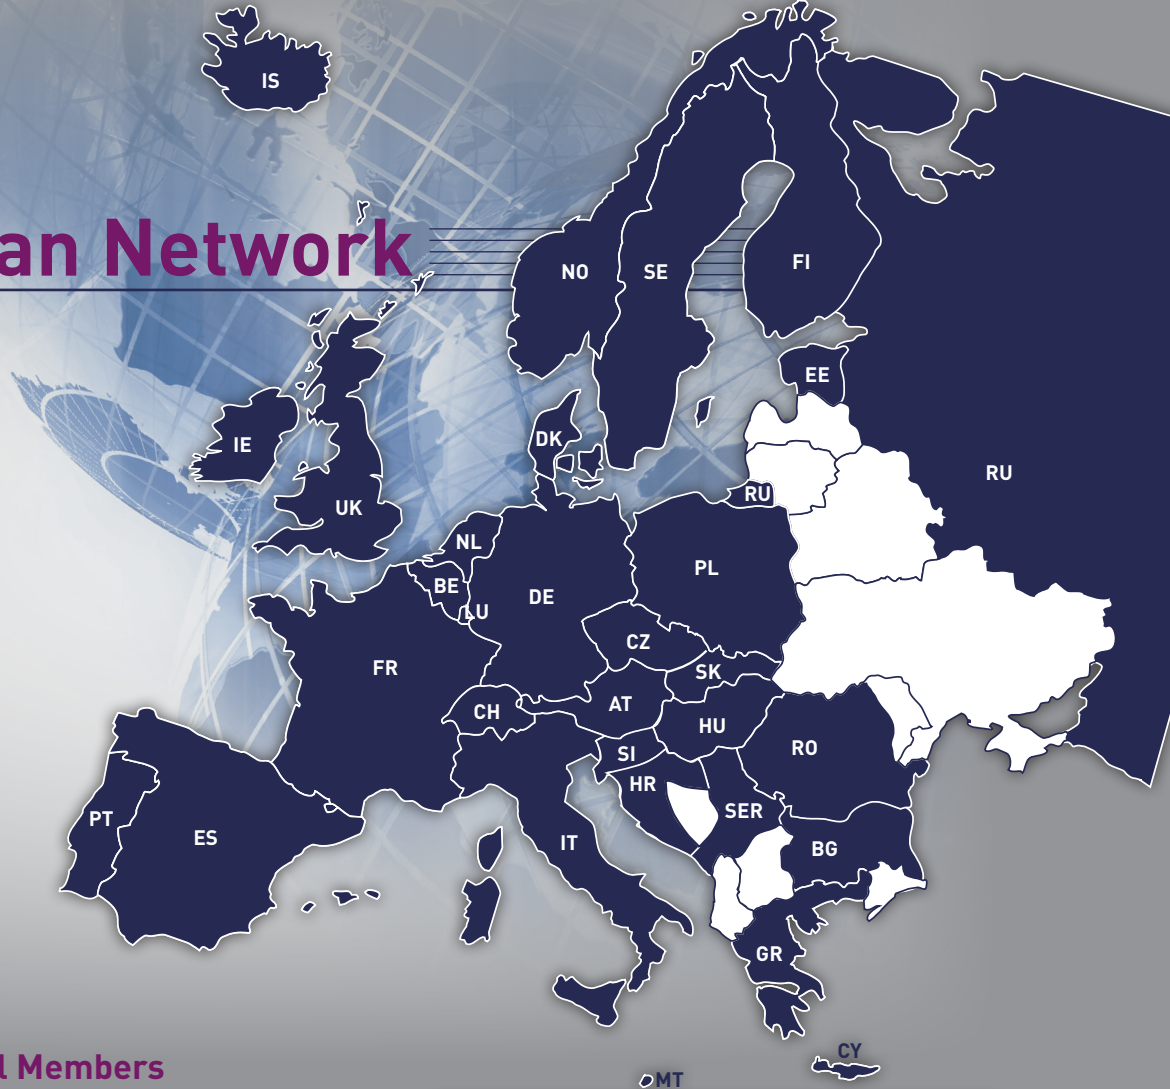 IS
an Network
NO
SE
FI
EE
DK
IE
RU
RU
UK
NL
PL
BE
DE
LU
CZ
FR
SK
AT
CH
HU
RO
SI
HR
SER
PT
ES
IT
BG
GR
CY
l Members
MT